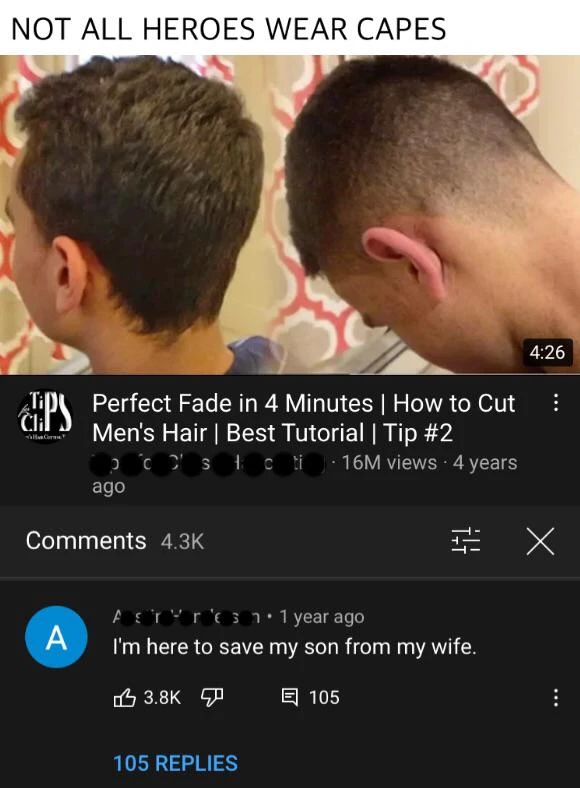 NOT ALL HEROES WEAR CAPES
4:26
TiPS
CliPS
Perfect Fade in 4 Minutes | How to Cut
Men's Hair | Best Tutorial | Tip #2
· 16M views · 4 years
ago
Comments 4.3K
A
• 1 year ago
I'm here to save my son from my wife.
3.8K 105
105 REPLIES